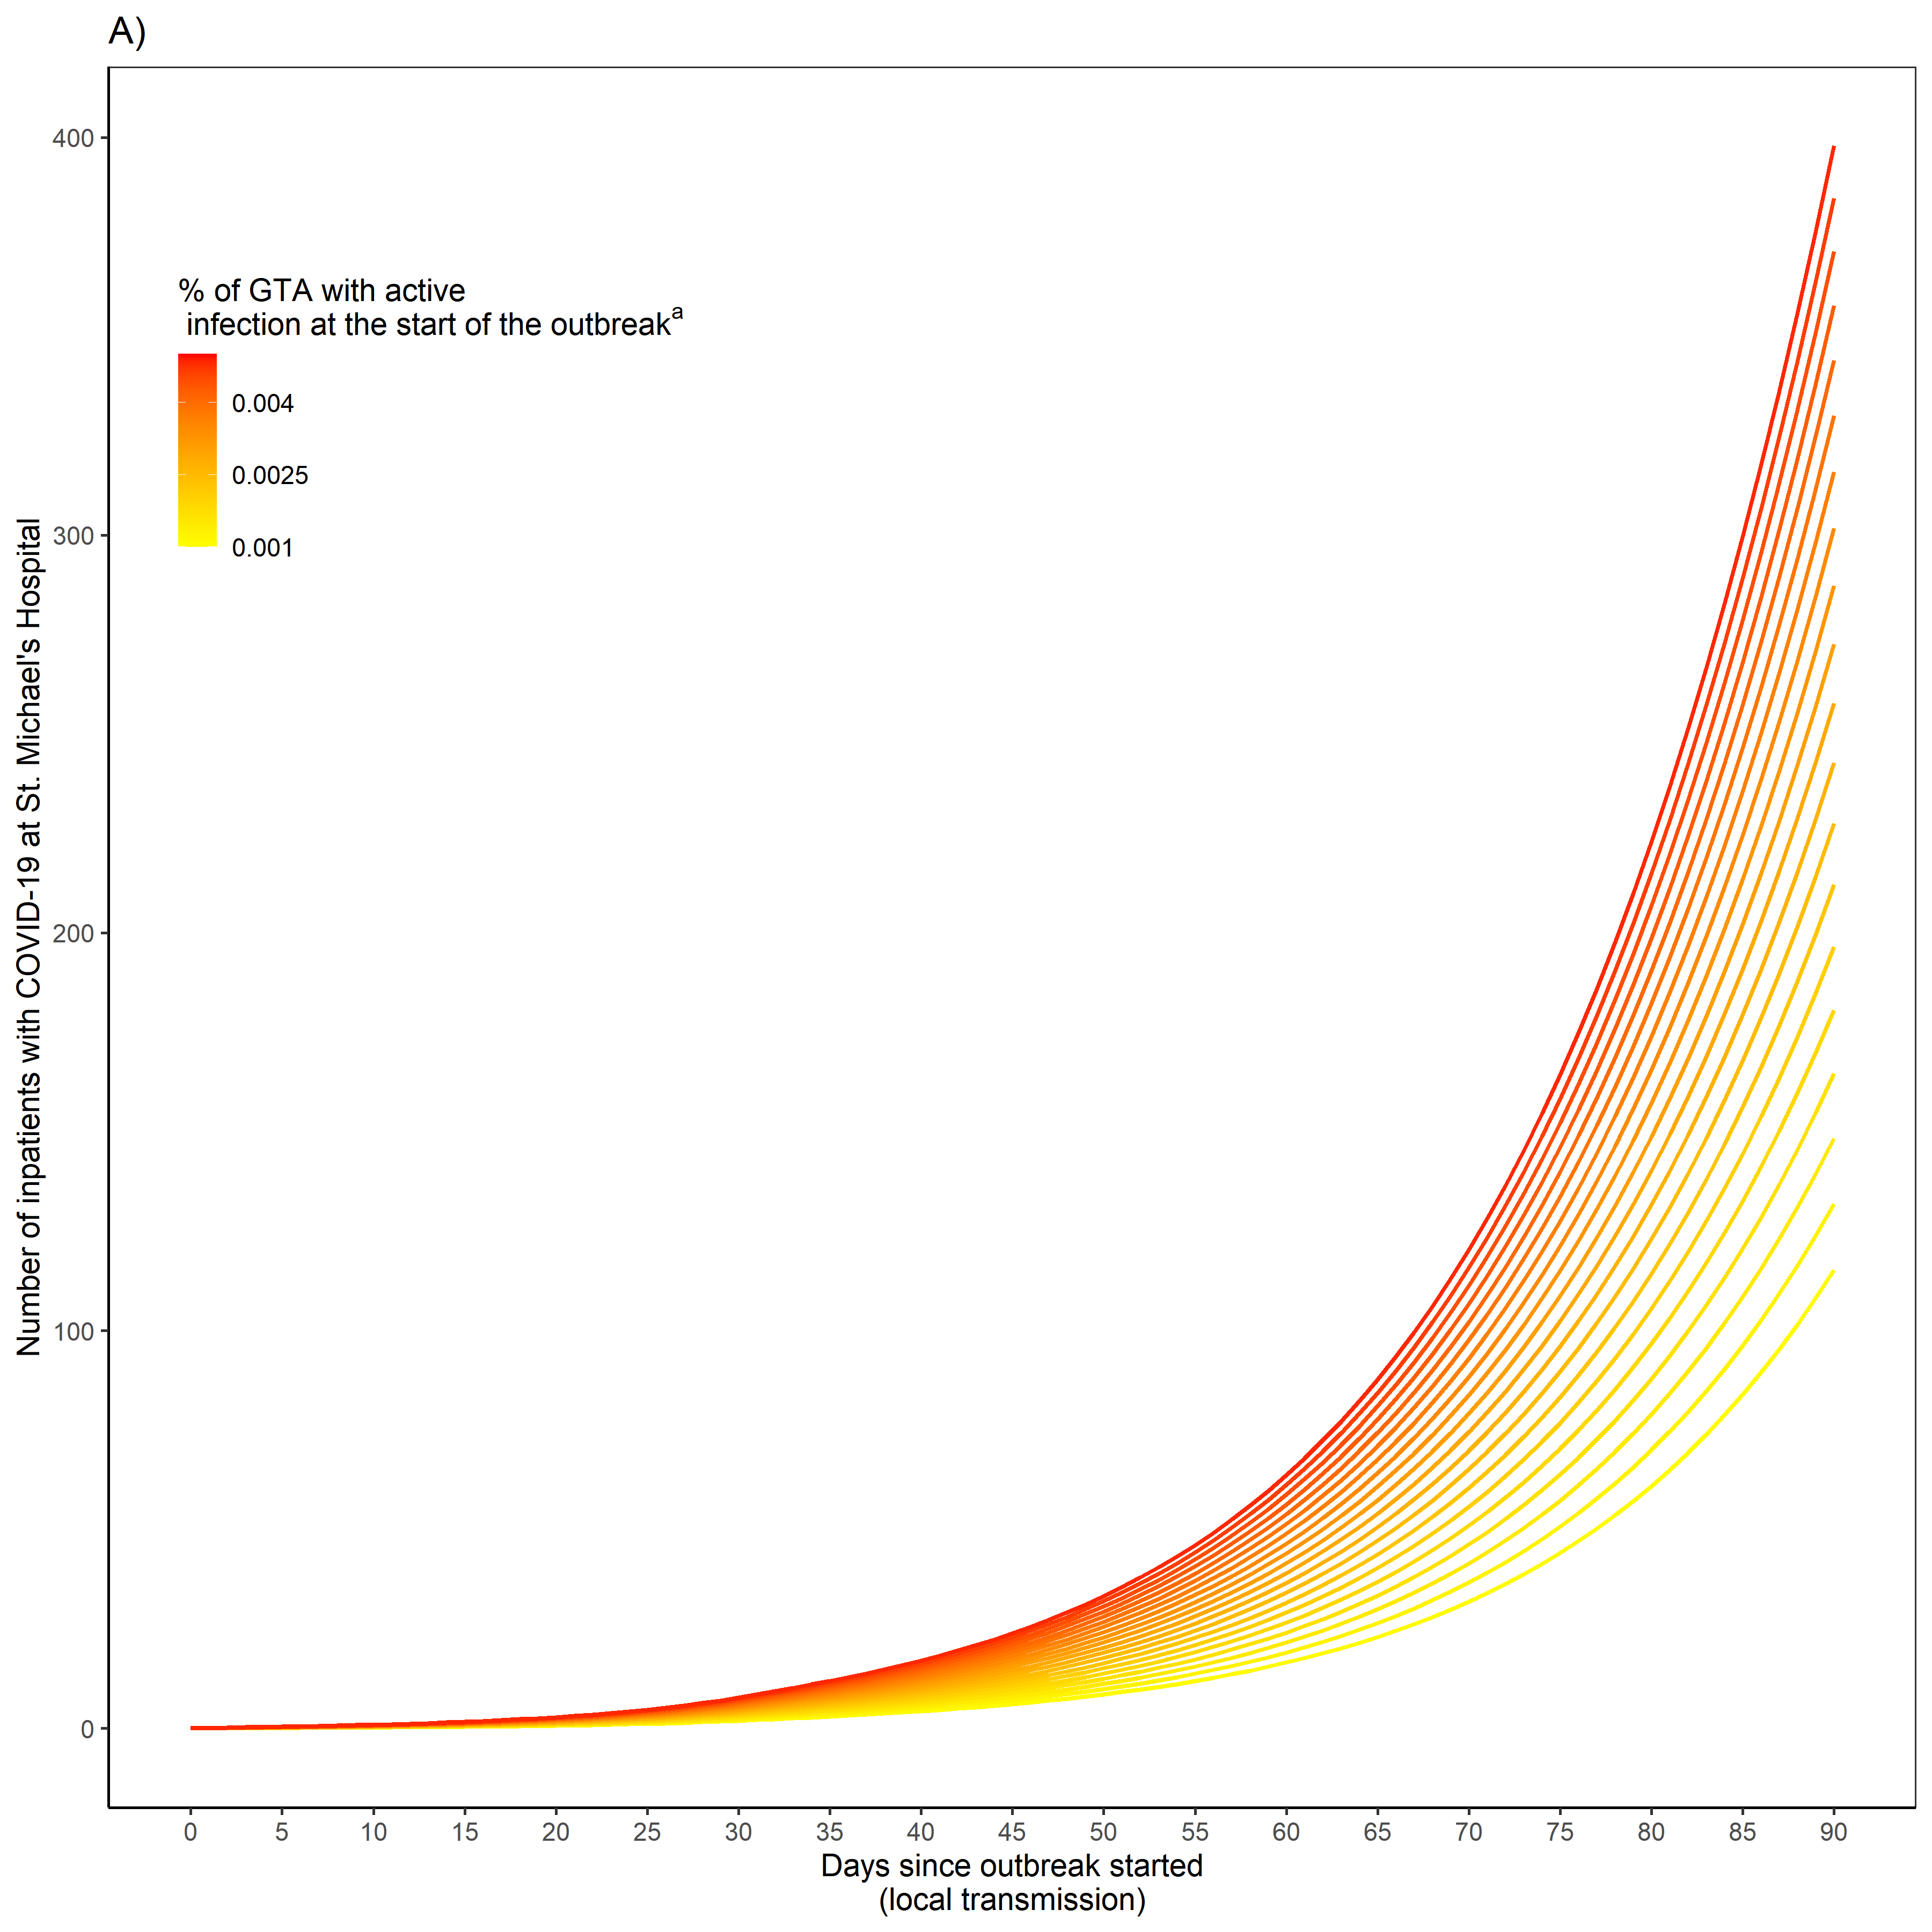 A)
Number of inpatients with COVID-19 at St. Michael's Hospital
400
300
200
100
0
% of GTA with active
infection at the start of the outbreakᵃ
0.004
0.0025
0.001
0 5 10 15 20 25 30 35 40 45 50 55 60 65 70 75 80 85 90
Days since outbreak started
(local transmission)